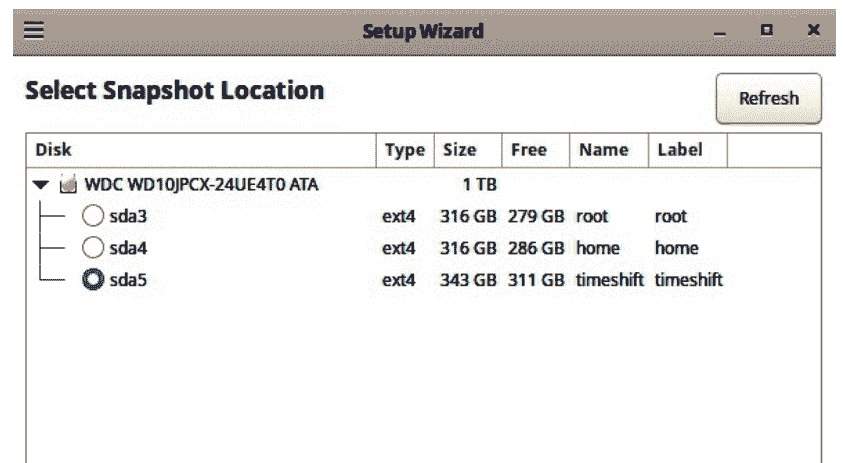 Setup Wizard
Select Snapshot Location
Refresh
Disk Type Size Free Name Label
WDC WD10JPCX-24UE4T0 ATA 1 TB
sda3 ext4 316 GB 279 GB root root
sda4 ext4 316 GB 286 GB home home
sda5 ext4 343 GB 311 GB timeshift timeshift